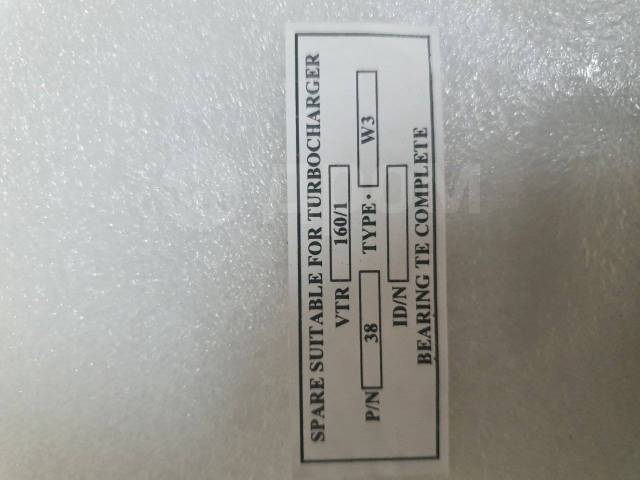 SPARE SUITABLE FOR TURBOCHARGER
VTR 160/1
P/N 38 TYPE. W3
ID/N
BEARING TE COMPLETE